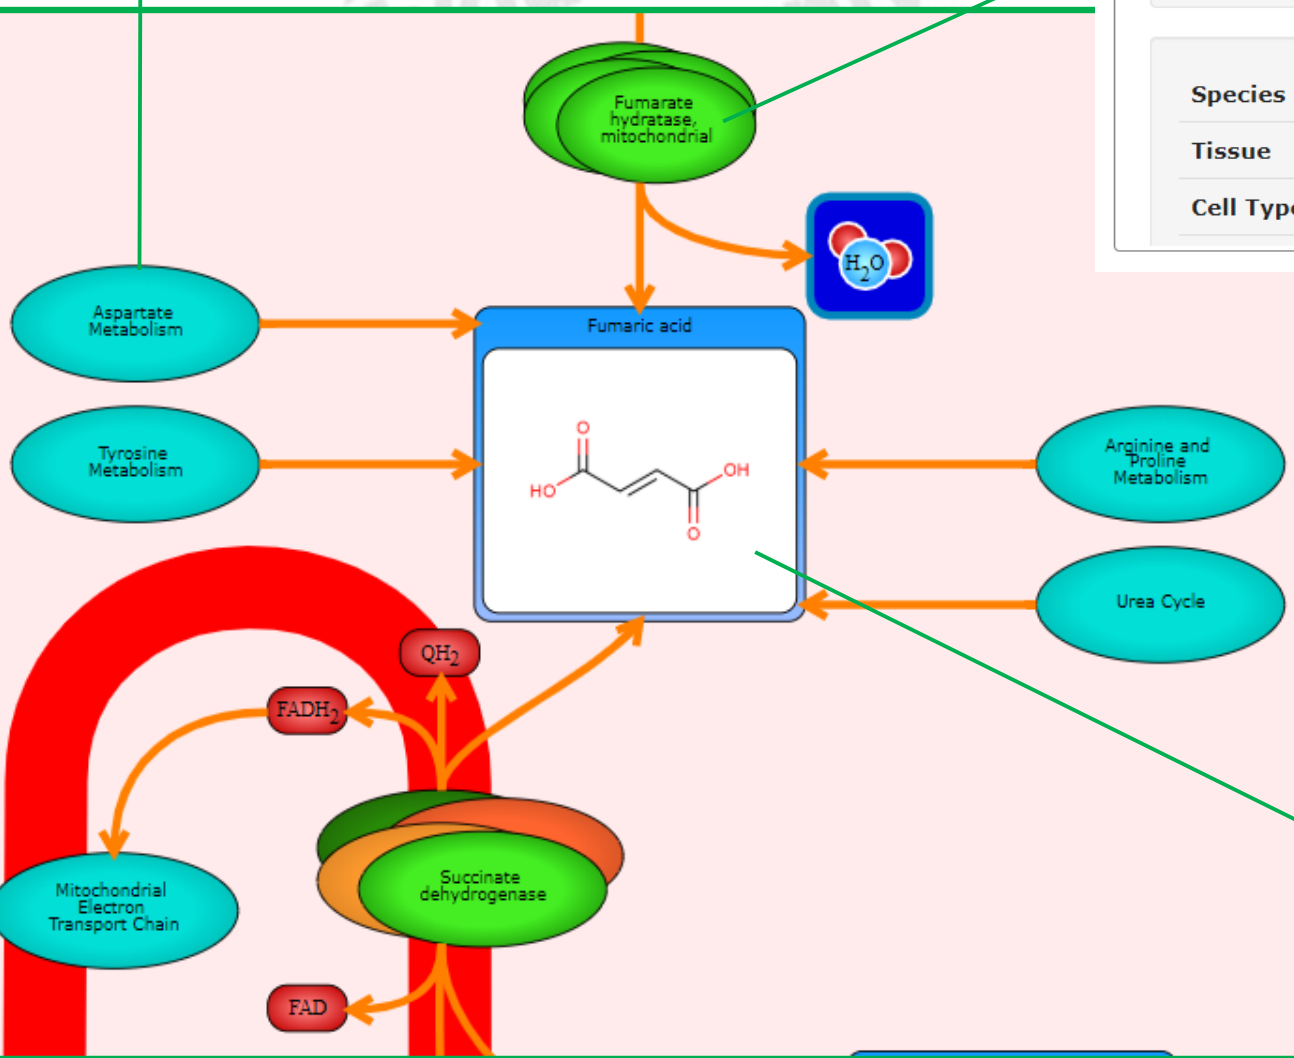 Species
Tissue
Cell Type
Fumarate
hydratase,
mitochondrial
H2O
Aspartate
Metabolism
Fumaric acid
Tyrosine
Metabolism
O
HO
OH
O
Arginine and
Proline
Metabolism
Urea Cycle
QH2
FADH2
Succinate
dehydrogenase
Mitochondrial
Electron
Transport Chain
FAD